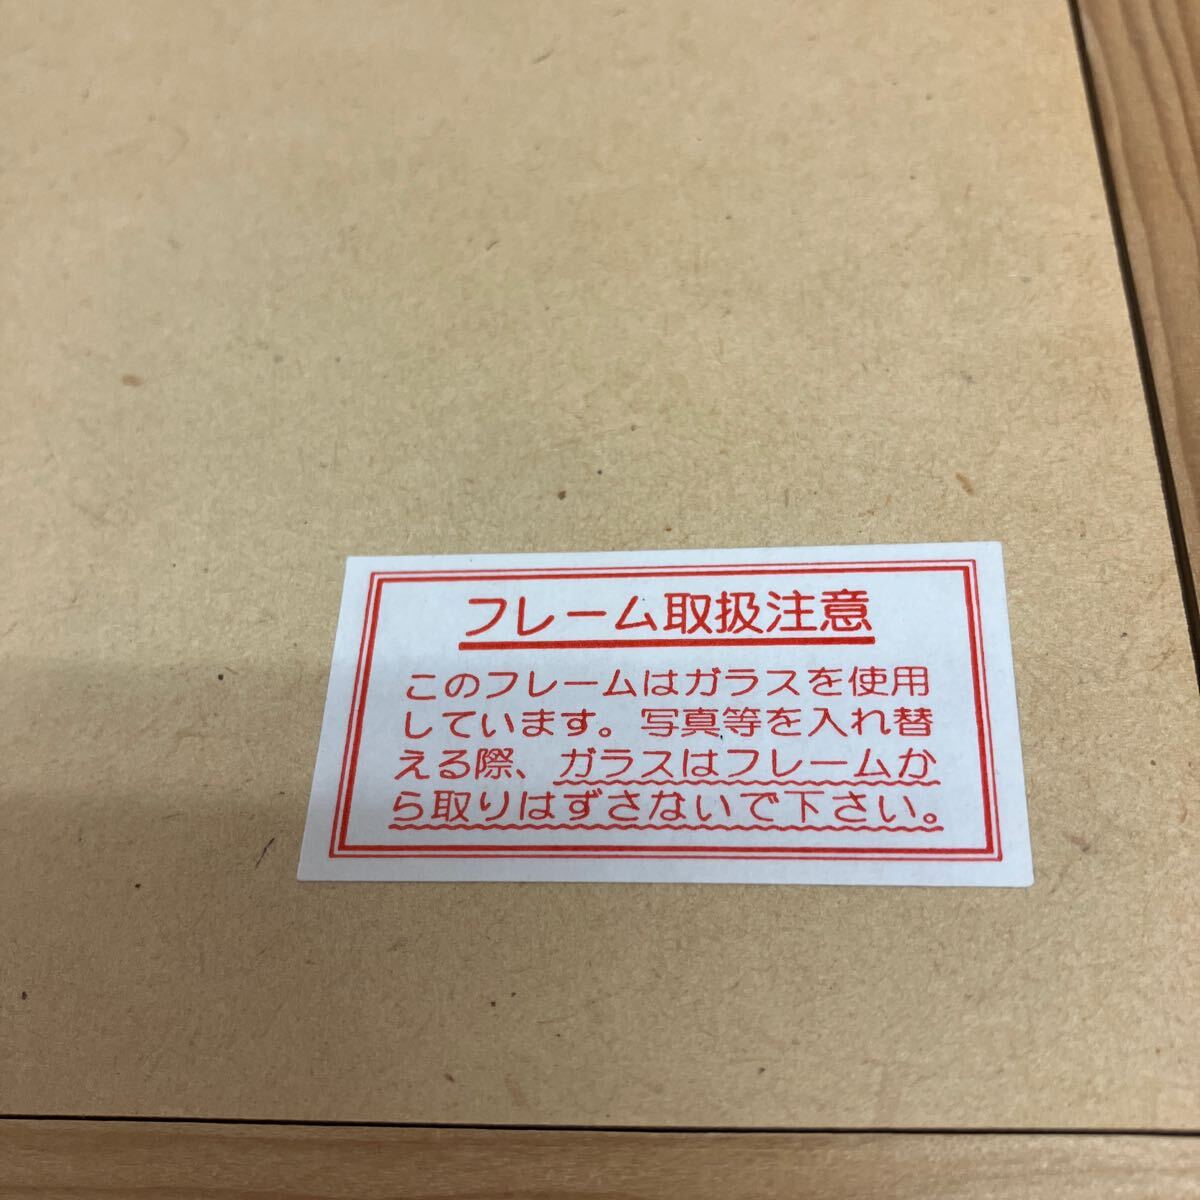 フレーム取扱注意
このフレームはガラスを使用
しています。写真等を入れ替
える際、ガラスはフレームか
ら取りはずさないで下さい。